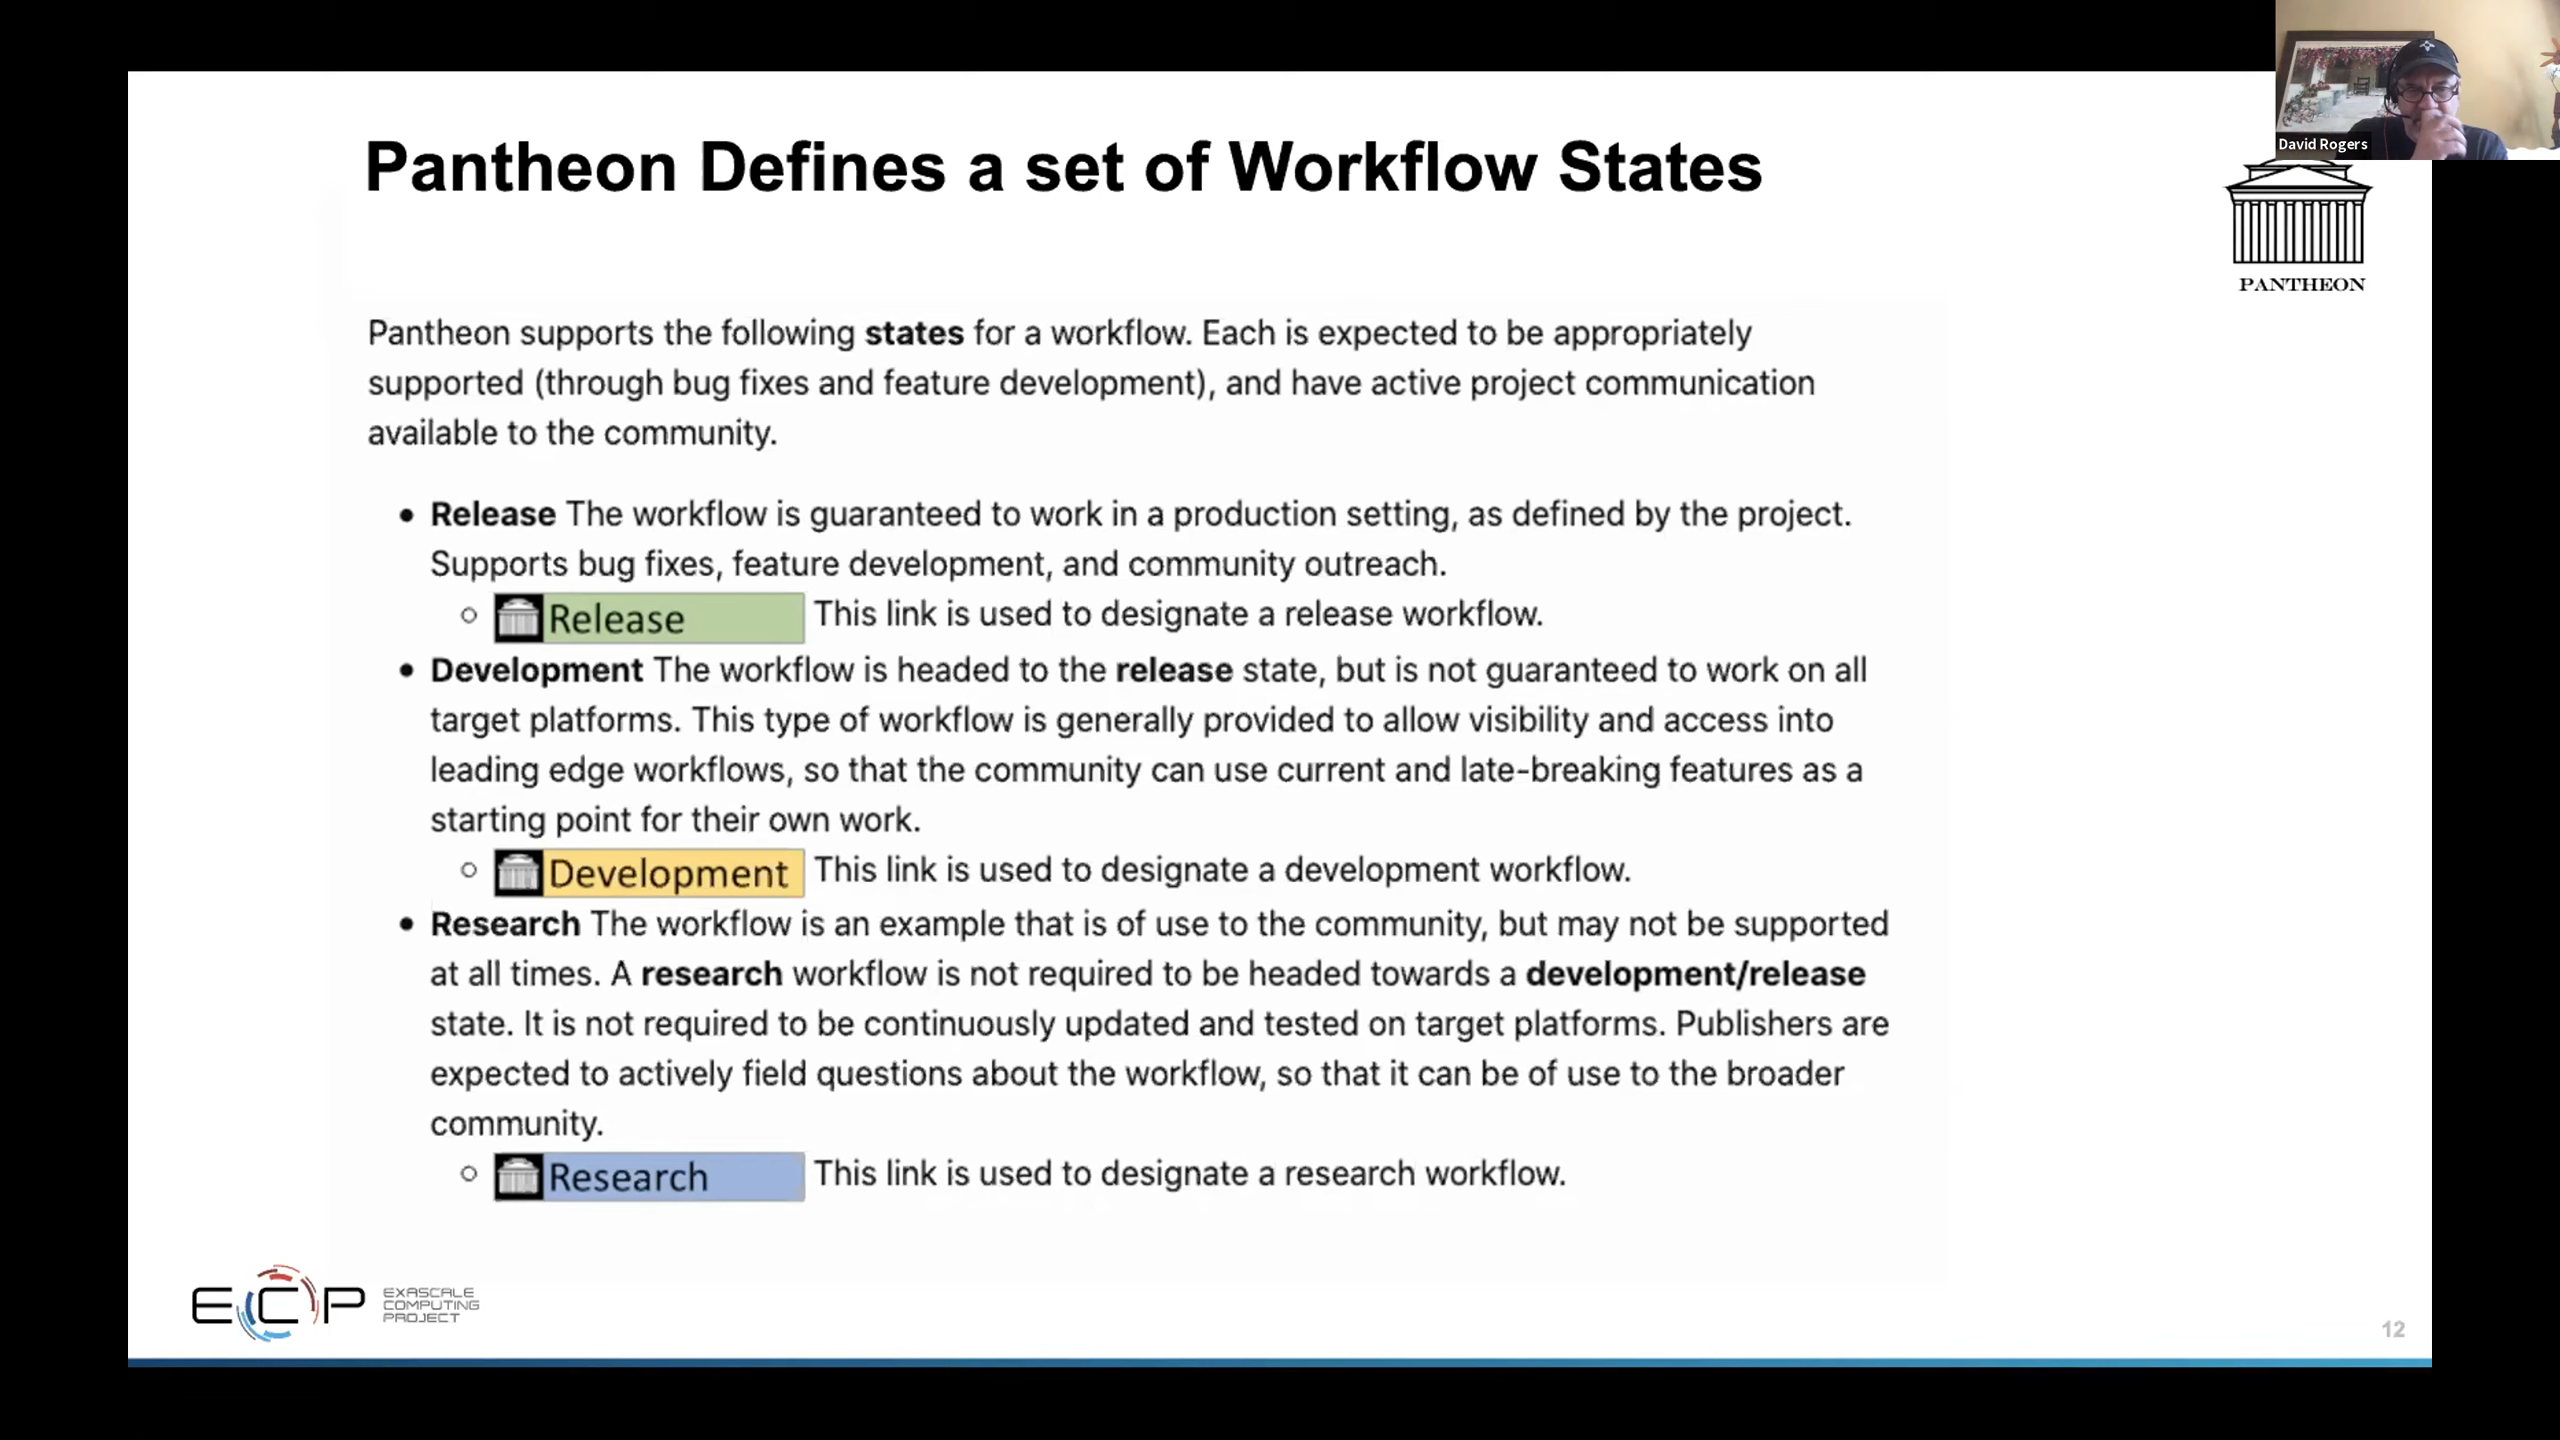 David Rogers
Pantheon Defines a set of Workflow States
PANTHEON
Pantheon supports the following states for a workflow. Each is expected to be appropriately
supported (through bug fixes and feature development), and have active project communication
available to the community.
• Release The workflow is guaranteed to work in a production setting, as defined by the project.
Supports bug fixes, feature development, and community outreach.
Release This link is used to designate a release workflow.
• Development The workflow is headed to the release state, but is not guaranteed to work on all
target platforms. This type of workflow is generally provided to allow visibility and access into
leading edge workflows, so that the community can use current and late-breaking features as a
starting point for their own work.
Development This link is used to designate a development workflow.
• Research The workflow is an example that is of use to the community, but may not be supported
at all times. A research workflow is not required to be headed towards a development/release
state. It is not required to be continuously updated and tested on target platforms. Publishers are
expected to actively field questions about the workflow, so that it can be of use to the broader
community.
Research This link is used to designate a research workflow.
ECP
EXASCALE
COMPUTING
PROJECT
12